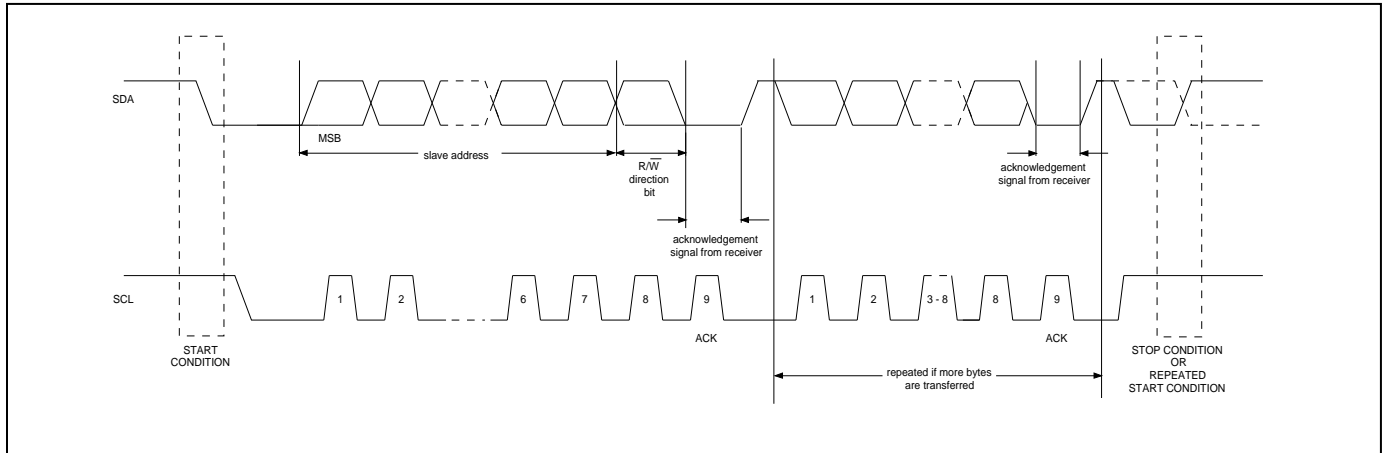 SDA
MSB
slave address
R/W̅
direction
bit
acknowledgement
signal from receiver
acknowledgement
signal from receiver
SCL
1
2
6
7
8
9
1
2
3 - 8
8
9
ACK
ACK
START
CONDITION
repeated if more bytes
are transferred
STOP CONDITION
OR
REPEATED
START CONDITION